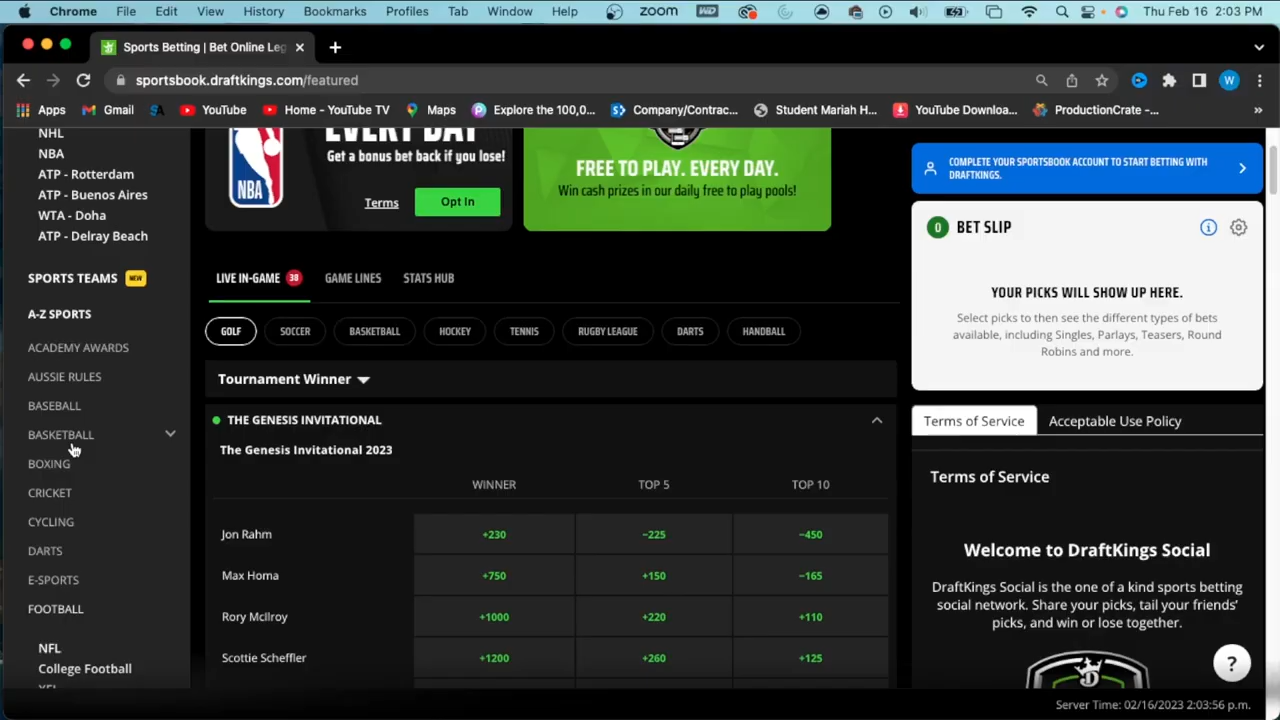 Chrome File Edit View History Bookmarks Profiles Tab Window Help zoom Thu Feb 16 2:03 PM
Sports Betting | Bet Online Leg
sportsbook.draftkings.com/featured
W
Apps Gmail YouTube Home - YouTube TV Maps Explore the 100,0... Company/Contrac... Student Mariah H... YouTube Downloa... ProductionCrate -... »
NHL
NBA
ATP - Rotterdam
ATP - Buenos Aires
WTA - Doha
ATP - Delray Beach
SPORTS TEAMS NEW
A-Z SPORTS
ACADEMY AWARDS
AUSSIE RULES
BASEBALL
BASKETBALL
BOXING
CRICKET
CYCLING
DARTS
E-SPORTS
FOOTBALL
NFL
College Football
EVERY DAY
Get a bonus bet back if you lose!
NBA
Terms Opt In
FREE TO PLAY. EVERY DAY.
Win cash prizes in our daily free to play pools!
LIVE IN-GAME 38 GAME LINES STATS HUB
GOLF SOCCER BASKETBALL HOCKEY TENNIS RUGBY LEAGUE DARTS HANDBALL
Tournament Winner
THE GENESIS INVITATIONAL
The Genesis Invitational 2023
WINNER TOP 5 TOP 10
Jon Rahm +230 −225 −450
Max Homa +750 +150 −165
Rory McIlroy +1000 +220 +110
Scottie Scheffler +1200 +260 +125
COMPLETE YOUR SPORTSBOOK ACCOUNT TO START BETTING WITH
DRAFTKINGS.
0 BET SLIP
YOUR PICKS WILL SHOW UP HERE.
Select picks to then see the different types of bets
available, including Singles, Parlays, Teasers, Round
Robins and more.
Terms of Service Acceptable Use Policy
Terms of Service
Welcome to DraftKings Social
DraftKings Social is the one of a kind sports betting
social network. Share your picks, tail your friends'
picks, and win or lose together.
?
Server Time: 02/16/2023 2:03:56 p.m.